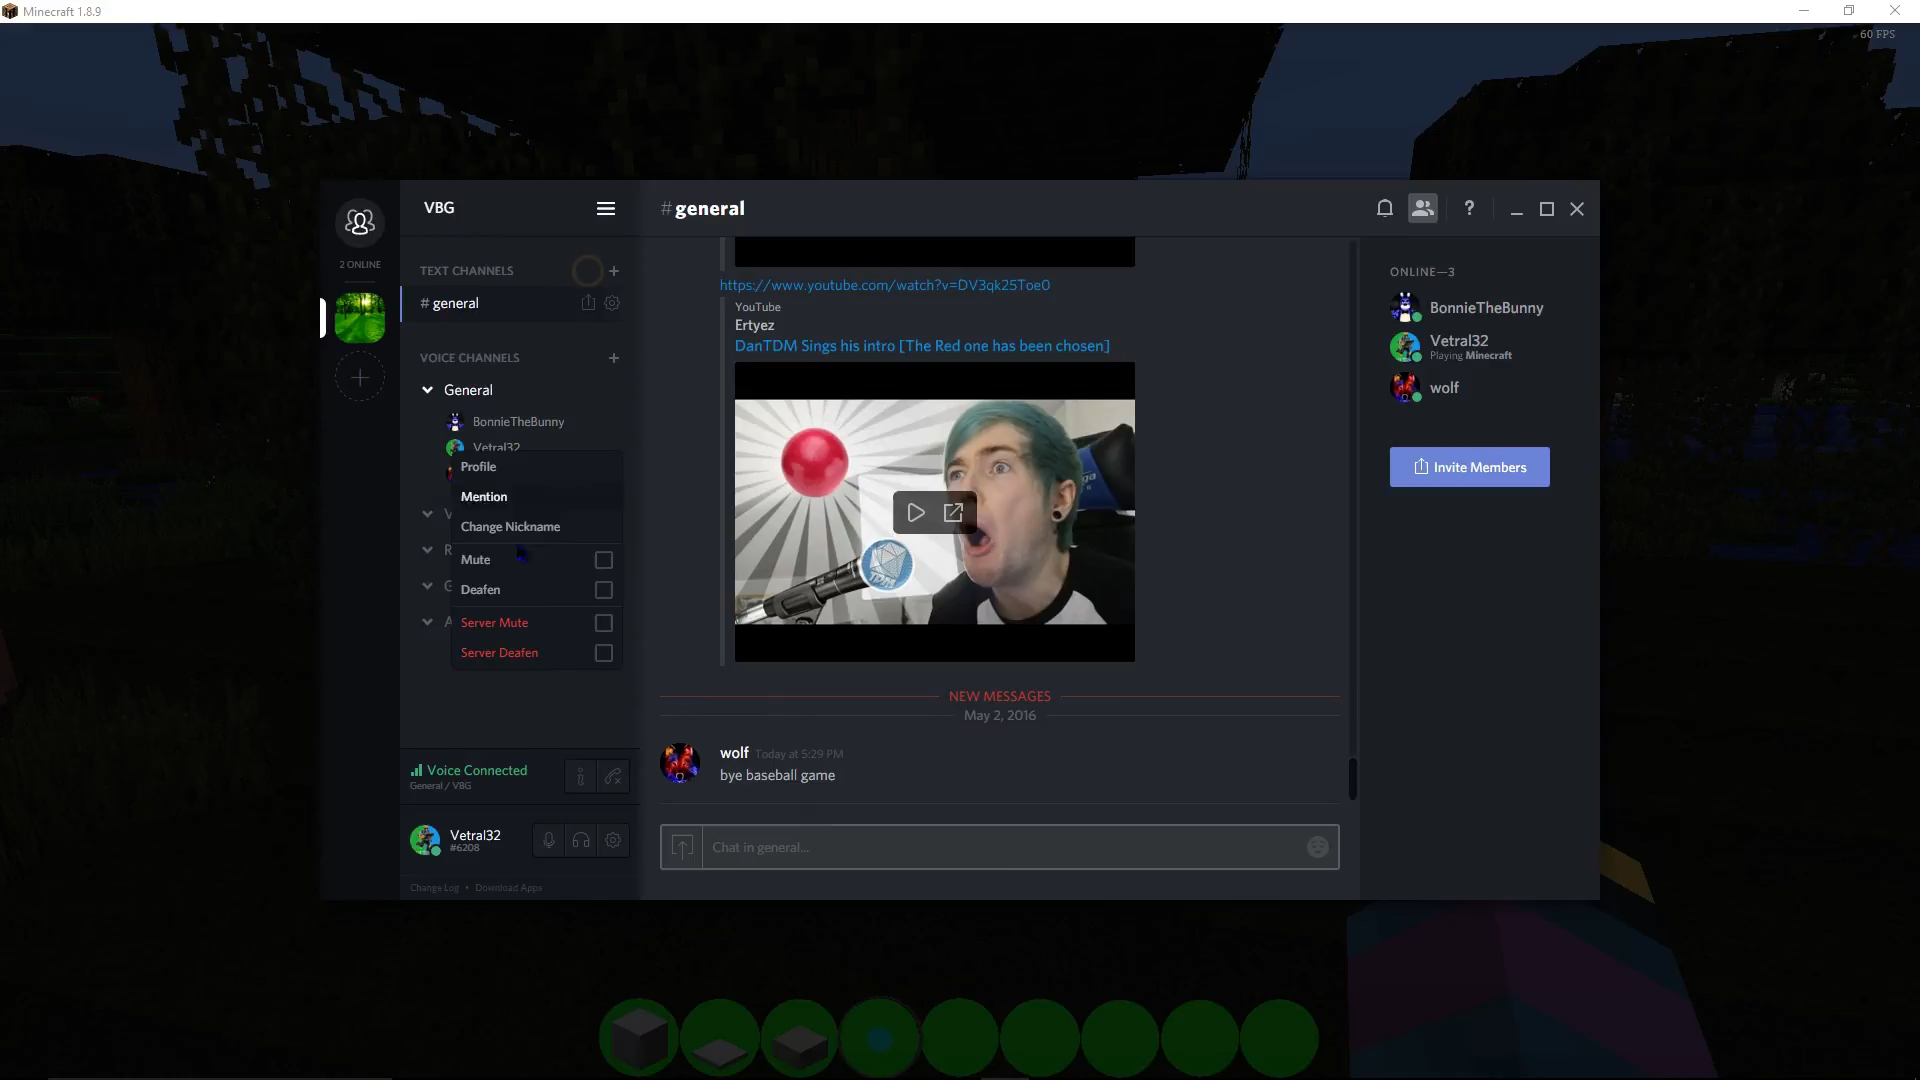 Minecraft 1.8.9
60 FPS
VBG
#general
2 ONLINE
TEXT CHANNELS
# general
VOICE CHANNELS
General
BonnieTheBunny
Vetral32
Profile
Mention
Change Nickname
Mute
Deafen
Server Mute
Server Deafen
V
R
G
A
Voice Connected
General / VBG
Vetral32
#6208
Change Log • Download Apps
https://www.youtube.com/watch?v=DV3qk25Toe0
YouTube
Ertyez
DanTDM Sings his intro [The Red one has been chosen]
TDM
NEW MESSAGES
May 2, 2016
wolf Today at 5:29 PM
bye baseball game
Chat in general...
ONLINE—3
BonnieTheBunny
Vetral32
Playing Minecraft
wolf
Invite Members